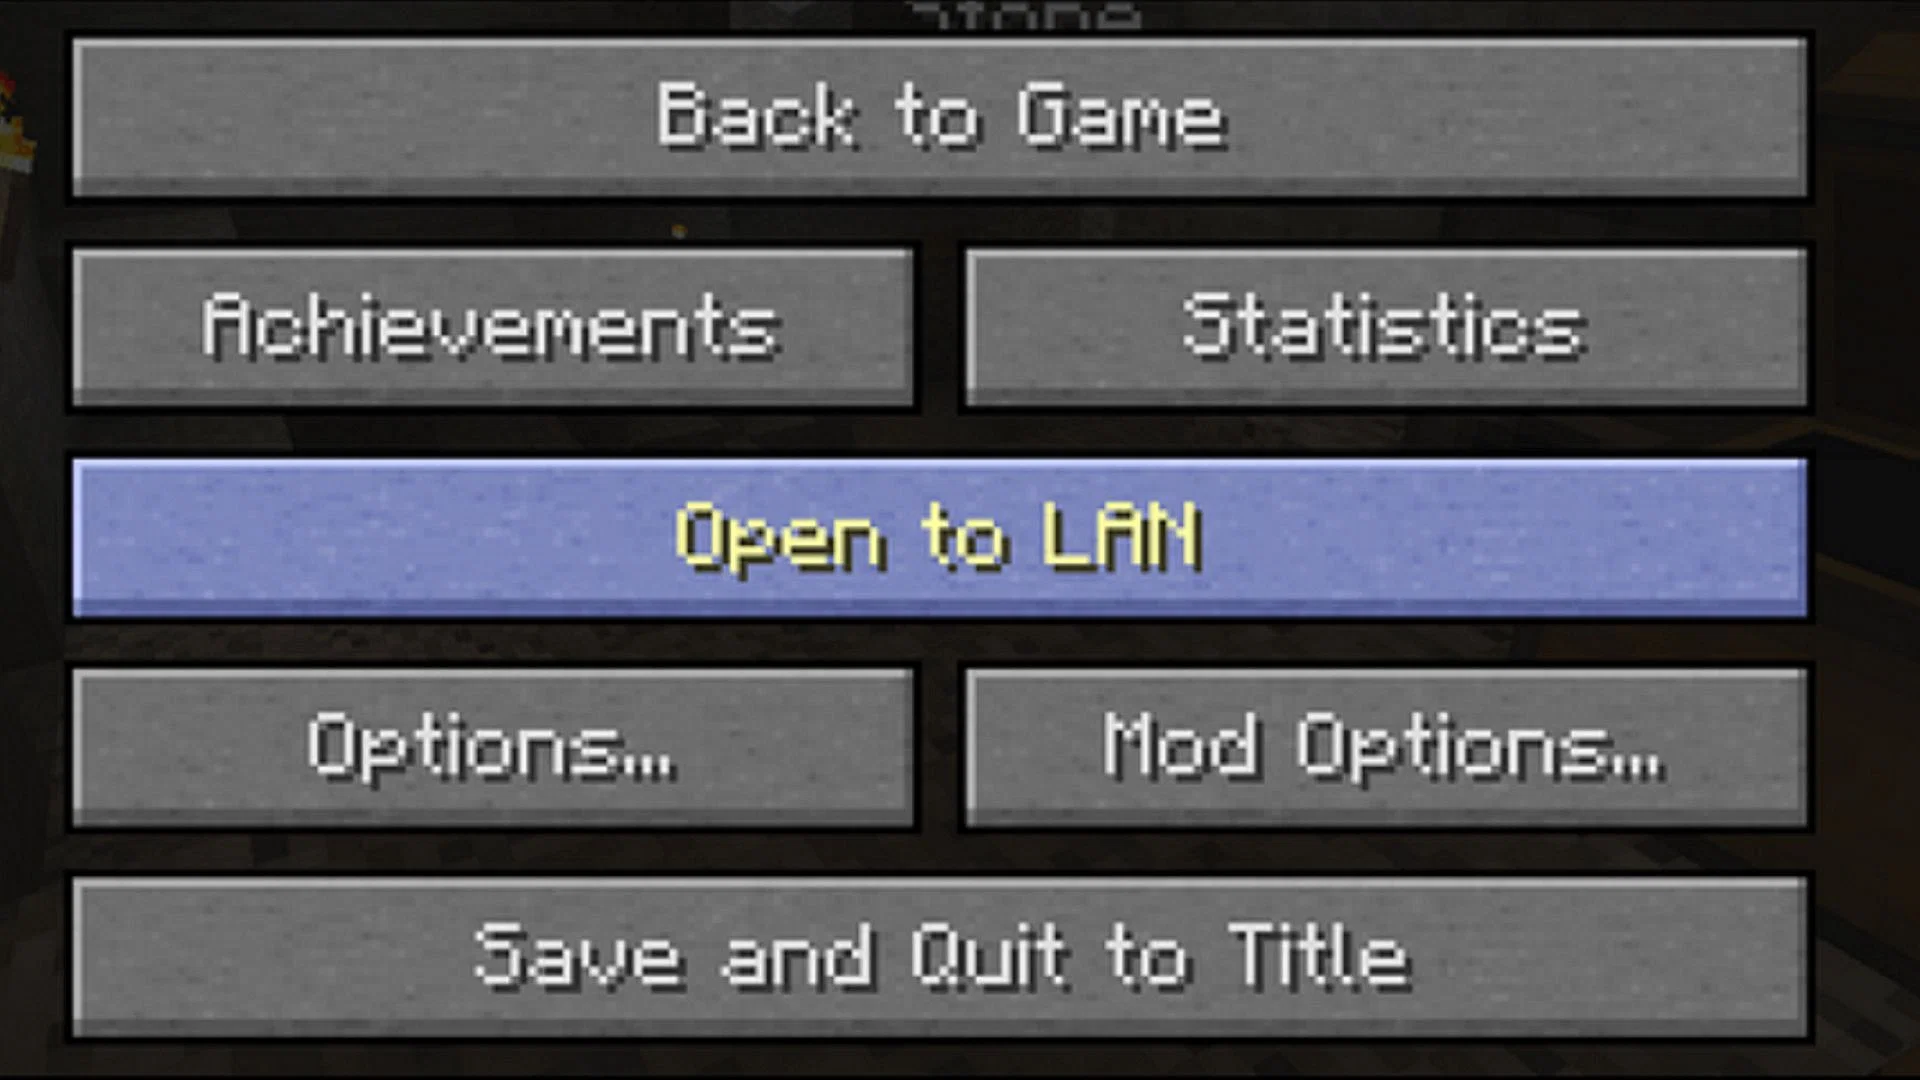 Back to Game
Achievements
Statistics
Open to LAN
Options...
Mod Options...
Save and Quit to Title